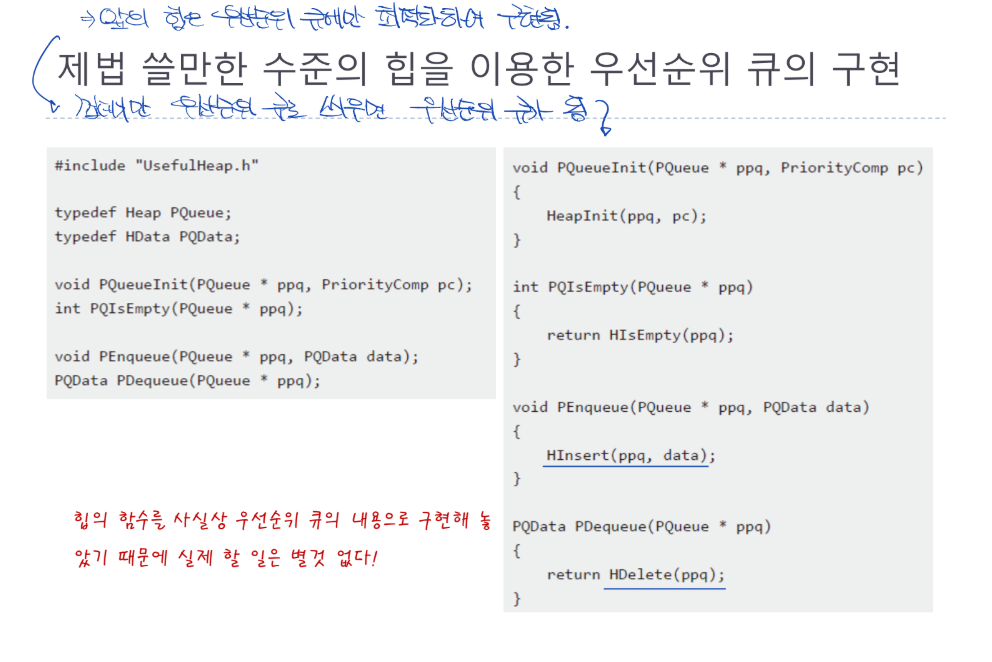 → 앞의 힙은 우선순위 큐에만 최적화하여 구현됨.
제법 쓸만한 수준의 힙을 이용한 우선순위 큐의 구현
껍데기만 우선순위 큐로 씌우면 우선순위 큐가 됨
#include "UsefulHeap.h"
typedef Heap PQueue;
typedef HData PQData;
void PQueueInit(PQueue * ppq, PriorityComp pc);
int PQIsEmpty(PQueue * ppq);
void PEnqueue(PQueue * ppq, PQData data);
PQData PDequeue(PQueue * ppq);
힙의 함수를 사실상 우선순위 큐의 내용으로 구현해 놓
았기 때문에 실제 할 일은 별것 없다!
void PQueueInit(PQueue * ppq, PriorityComp pc)
{
HeapInit(ppq, pc);
}
int PQIsEmpty(PQueue * ppq)
{
return HIsEmpty(ppq);
}
void PEnqueue(PQueue * ppq, PQData data)
{
HInsert(ppq, data);
}
PQData PDequeue(PQueue * ppq)
{
return HDelete(ppq);
}